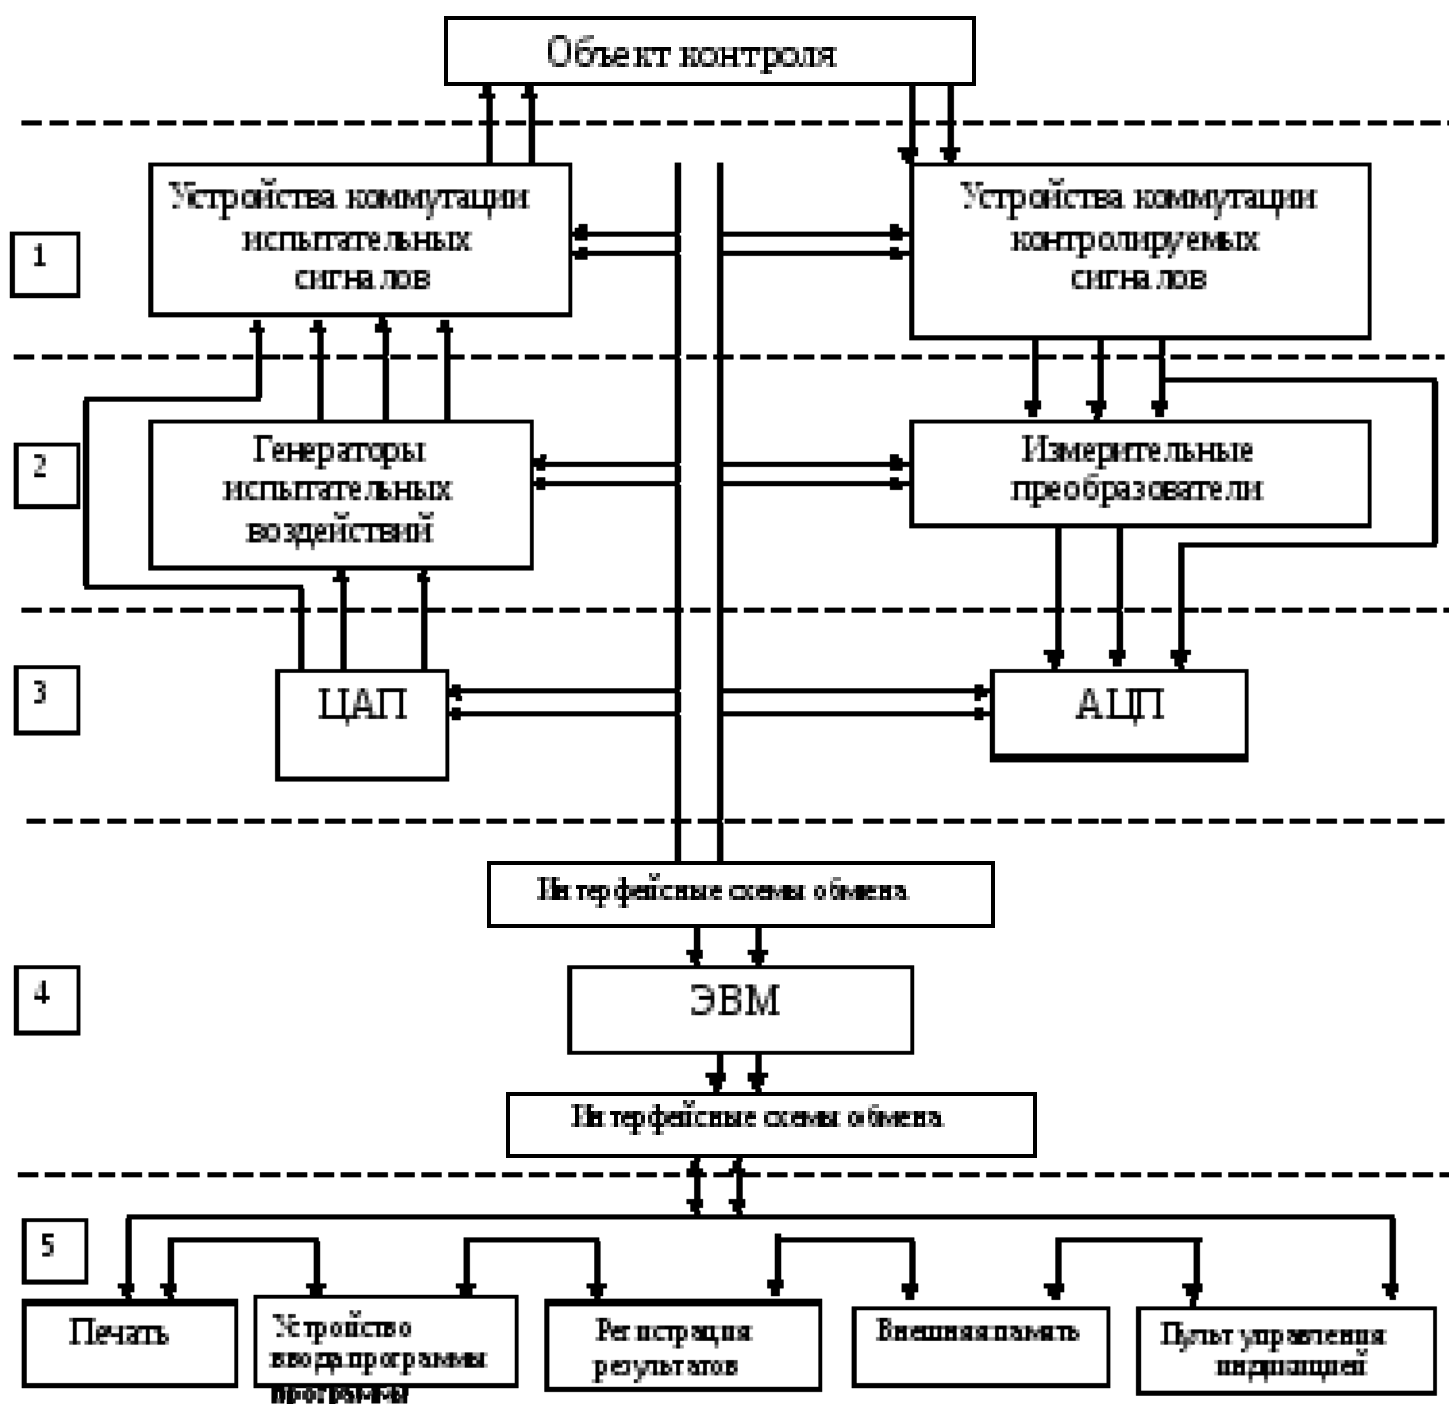 Объект контроля
Устройства коммутации
испытательных
сигналов
Устройства коммутации
контролируемых
сигналов
1
Генераторы
испытательных
воздействий
Измерительные
преобразователи
2
ЦАП
АЦП
3
Интерфейсные схемы обмена
ЭВМ
4
Интерфейсные схемы обмена
5
Печать
Устройство
ввода программы
программы
Регистрация
результатов
Внешняя память
Пульт управления